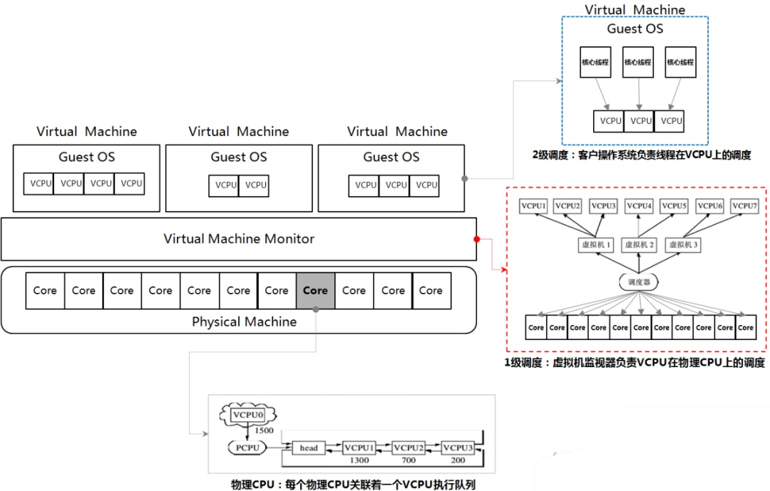 Virtual Machine
Guest OS
核心线程 核心线程 核心线程
VCPU VCPU VCPU
2级调度：客户操作系统负责线程在VCPU上的调度
Virtual Machine Virtual Machine Virtual Machine
Guest OS Guest OS Guest OS
VCPU VCPU VCPU VCPU VCPU VCPU VCPU VCPU VCPU
Virtual Machine Monitor
Core Core Core Core Core Core Core Core Core Core Core
Physical Machine
VCPU1 VCPU2 VCPU3 VCPU4 VCPU5 VCPU6 VCPU7
虚拟机 1 虚拟机 2 虚拟机 3
调度器
Core Core Core Core Core Core Core Core Core Core Core
1级调度：虚拟机监视器负责VCPU在物理CPU上的调度
VCPU0
1500
PCPU head VCPU1 VCPU2 VCPU3
1300 700 200
物理CPU：每个物理CPU关联着一个VCPU执行队列